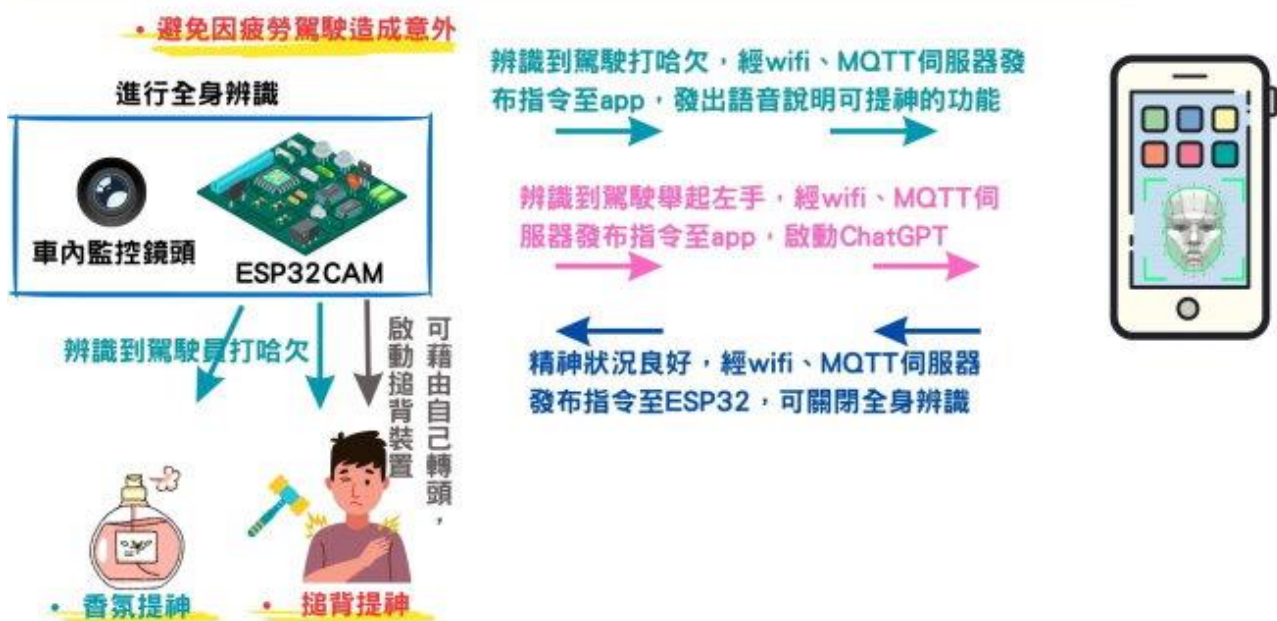 • 避免因疲勞駕駛造成意外
進行全身辨識
車內監控鏡頭
ESP32CAM
辨識到駕駛打哈欠，經wifi、MQTT伺服器發
布指令至app，發出語音說明可提神的功能
辨識到駕駛舉起左手，經wifi、MQTT伺
服器發布指令至app，啟動ChatGPT
精神狀況良好，經wifi、MQTT伺服器
發布指令至ESP32，可關閉全身辨識
辨識到駕駛員打哈欠
可藉由自己轉頭，
啟動搥背裝置
• 香氛提神
• 搥背提神